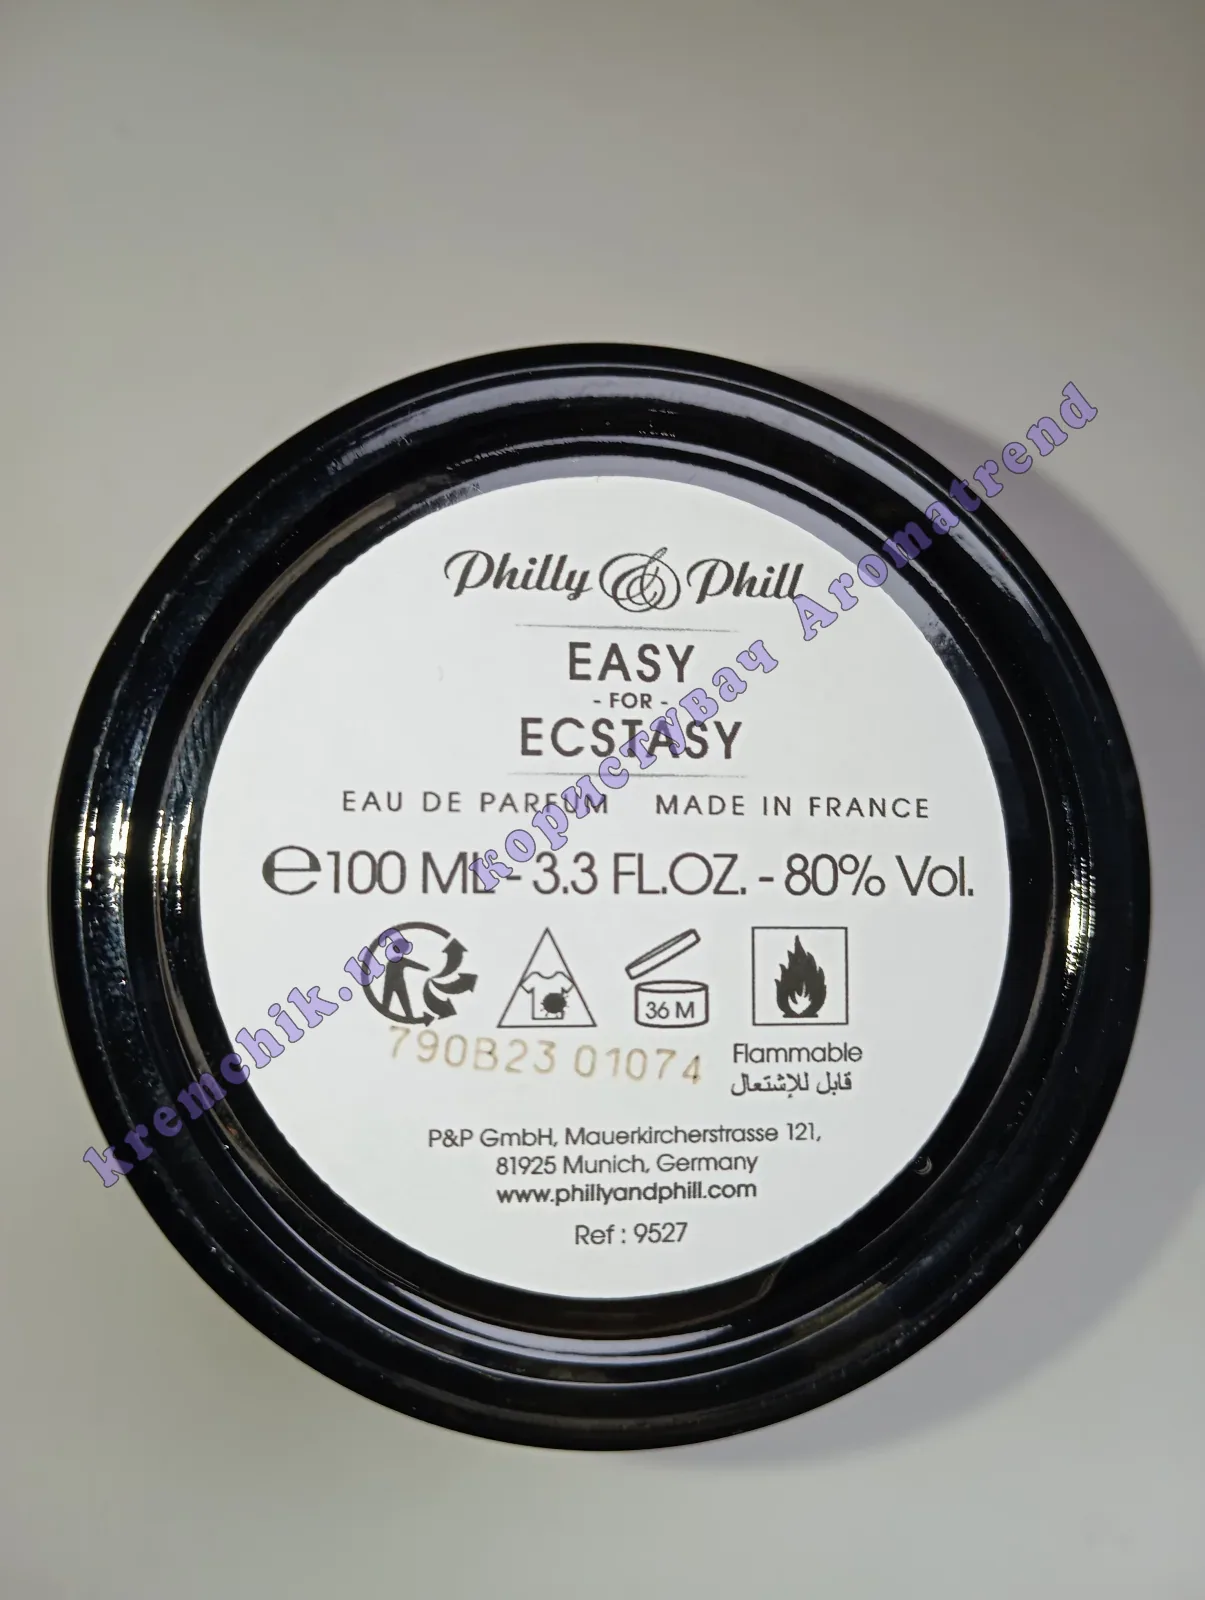 Philly & Phill
EASY
- FOR -
ECSTASY
EAU DE PARFUM MADE IN FRANCE
℮100 ML - 3.3 FL.OZ. - 80% Vol.
36 M
790B23 01074
Flammable
قابل للإشتعال
P&P GmbH, Mauerkircherstrasse 121,
81925 Munich, Germany
www.phillyandphill.com
Ref : 9527
kremchik.ua користувач Aromatrend